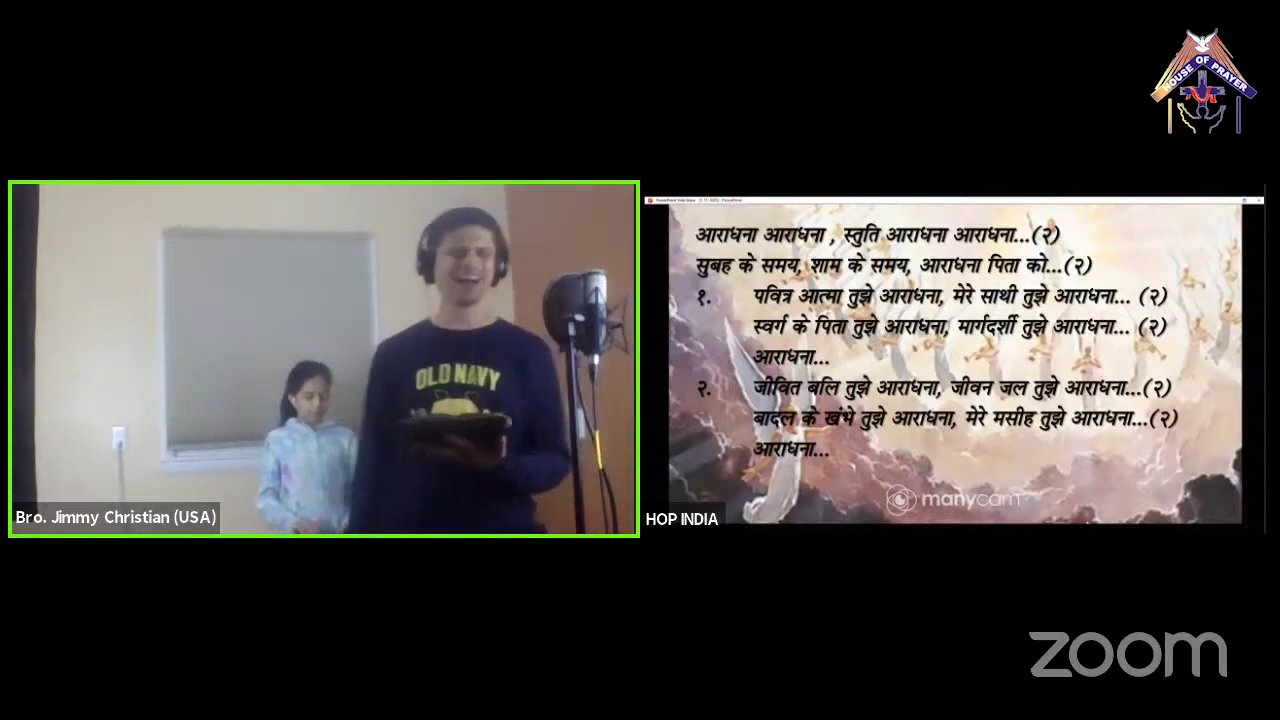 HOUSE OF PRAYER
OLD NAVY
Bro. Jimmy Christian (USA)
आराधना आराधना , स्तुति आराधना आराधना...(२)
सुबह के समय, शाम के समय, आराधना पिता को...(२)
१. पवित्र आत्मा तुझे आराधना, मेरे साथी तुझे आराधना... (२)
स्वर्ग के पिता तुझे आराधना, मार्गदर्शी तुझे आराधना... (२)
आराधना...
२. जीवित बलि तुझे आराधना, जीवन जल तुझे आराधना...(२)
बादल के खंभे तुझे आराधना, मेरे मसीह तुझे आराधना...(२)
आराधना...
manycam
HOP INDIA
zoom